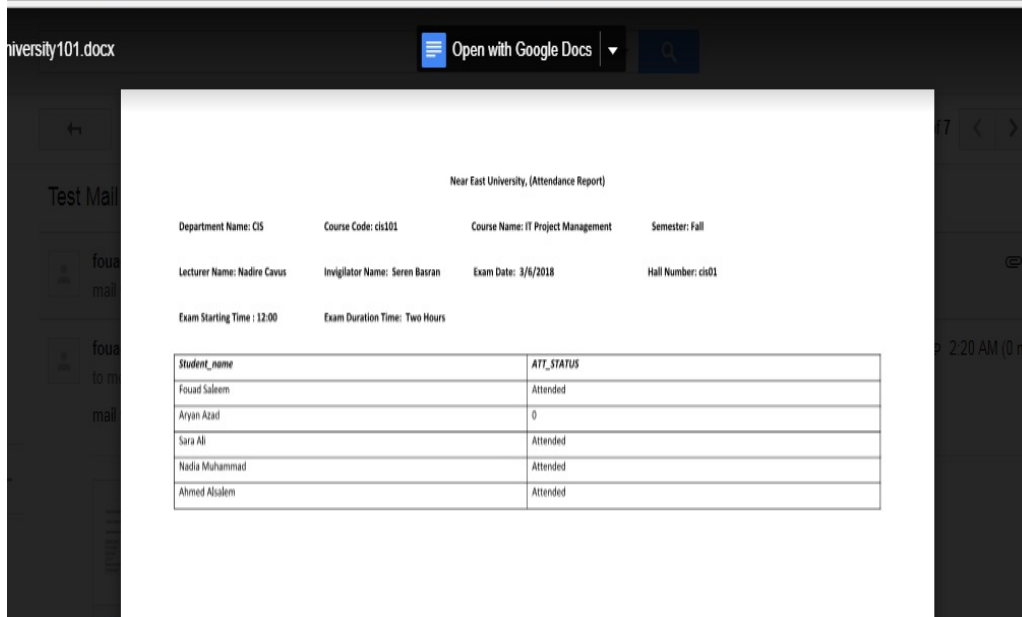 niversity101.docx
Open with Google Docs
Test Mail
foua
mail
foua
to me
mail
f 7
2:20 AM (0 m
Near East University, (Attendance Report)
Department Name: CIS Course Code: cis101 Course Name: IT Project Management Semester: Fall
Lecturer Name: Nadire Cavus Invigilator Name: Seren Basran Exam Date: 3/6/2018 Hall Number: cis01
Exam Starting Time : 12:00 Exam Duration Time: Two Hours
Student_name ATT_STATUS
Fouad Saleem Attended
Aryan Azad 0
Sara Ali Attended
Nadia Muhammad Attended
Ahmed Alsalem Attended